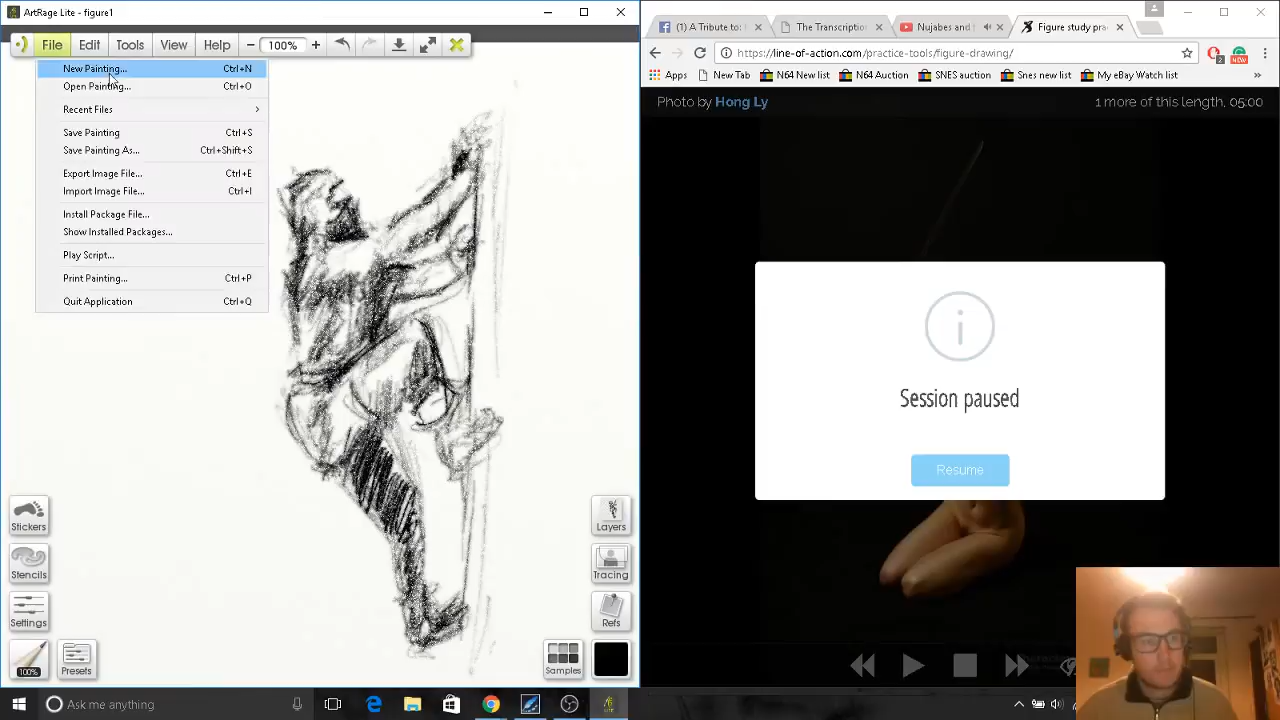 ArtRage Lite - figure1
File Edit Tools View Help 100%
New Painting... Ctrl+N
Open Painting... Ctrl+O
Recent Files
Save Painting Ctrl+S
Save Painting As... Ctrl+Shift+S
Export Image File... Ctrl+E
Import Image File... Ctrl+I
Install Package File...
Show Installed Packages...
Play Script...
Print Painting... Ctrl+P
Quit Application Ctrl+Q
Stickers
Stencils
Settings
100%
Presets
Layers
Tracing
Refs
Samples
Ask me anything
(1) A Tribute to:
The Transcription
Nujabes and
Figure study pra
https://line-of-action.com/practice-tools/figure-drawing/
2
NEW
Apps New Tab N64 New list N64 Auction SNES auction Snes new list My eBay Watch list
Photo by Hong Ly
1 more of this length, 05:00
Session paused
Resume